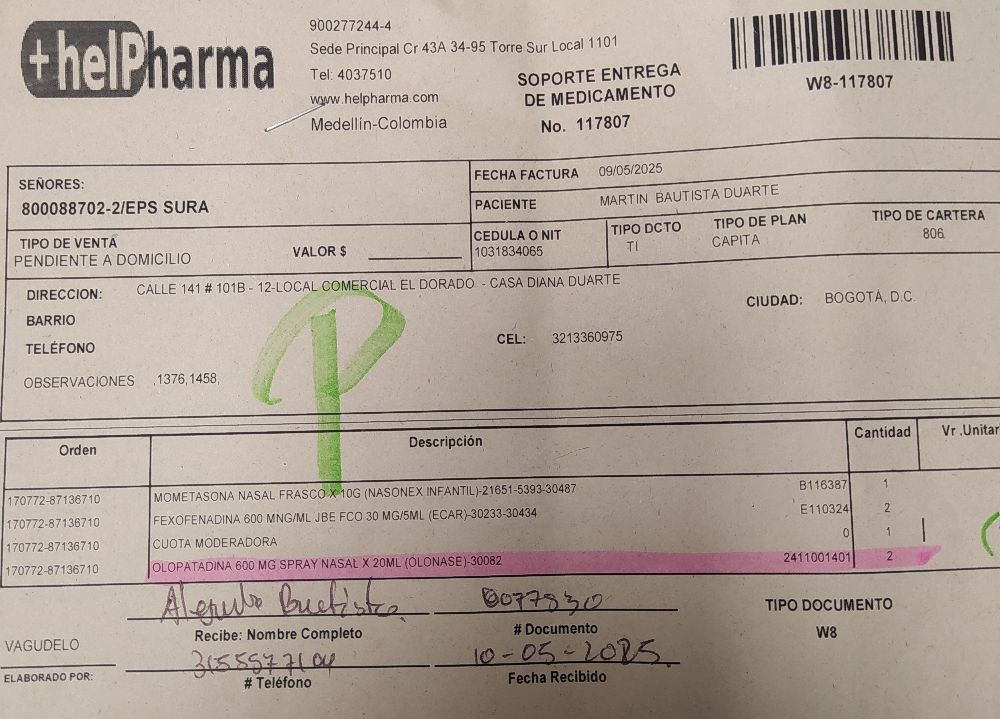 +helPharma
900277244-4
Sede Principal Cr 43A 34-95 Torre Sur Local 1101
Tel: 4037510
www.helpharma.com
Medellín-Colombia
SOPORTE ENTREGA
DE MEDICAMENTO
No. 117807
W8-117807
SEÑORES:
800088702-2/EPS SURA
FECHA FACTURA 09/05/2025
PACIENTE MARTIN BAUTISTA DUARTE
TIPO DE VENTA
PENDIENTE A DOMICILIO
VALOR $
CEDULA O NIT
1031834065
TIPO DCTO
TI
TIPO DE PLAN
CAPITA
TIPO DE CARTERA
806
DIRECCION: CALLE 141 # 101B - 12-LOCAL COMERCIAL EL DORADO - CASA DIANA DUARTE
CIUDAD: BOGOTÁ, D.C.
BARRIO
TELÉFONO
CEL: 3213360975
OBSERVACIONES ,1376,1458,
P
Orden Descripción Cantidad Vr .Unitar
170772-87136710 MOMETASONA NASAL FRASCO X 10G (NASONEX INFANTIL)-21651-5393-30487 B116387 1
170772-87136710 FEXOFENADINA 600 MNG/ML JBE FCO 30 MG/5ML (ECAR)-30233-30434 E110324 2
170772-87136710 CUOTA MODERADORA 0 1
170772-87136710 OLOPATADINA 600 MG SPRAY NASAL X 20ML (OLONASE)-30082 2411001401 2
Recibe: Nombre Completo
# Documento
TIPO DOCUMENTO
W8
VAGUDELO
ELABORADO POR:
# Teléfono
10-05-2025
Fecha Recibido